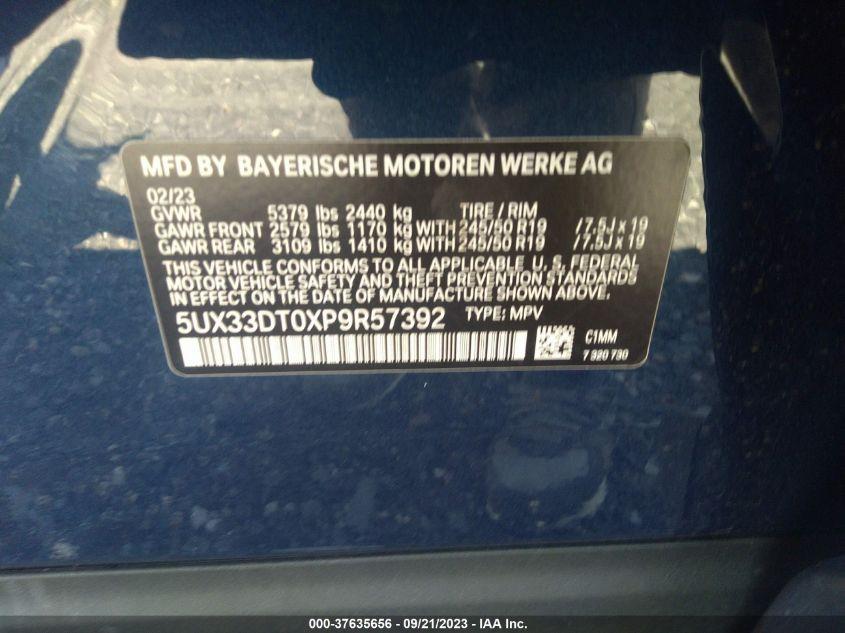 MFD BY BAYERISCHE MOTOREN WERKE AG
02/23
GVWR 5379 lbs 2440 kg TIRE / RIM
GAWR FRONT 2579 lbs 1170 kg WITH 245/50 R19 /7.5J x 19
GAWR REAR 3109 lbs 1410 kg WITH 245/50 R19 /7.5J x 19
THIS VEHICLE CONFORMS TO ALL APPLICABLE U.S. FEDERAL
MOTOR VEHICLE SAFETY AND THEFT PREVENTION STANDARDS
IN EFFECT ON THE DATE OF MANUFACTURE SHOWN ABOVE.
5UX33DT0XP9R57392 TYPE: MPV
C1MM
7 320 730
000-37635656 - 09/21/2023 - IAA Inc.